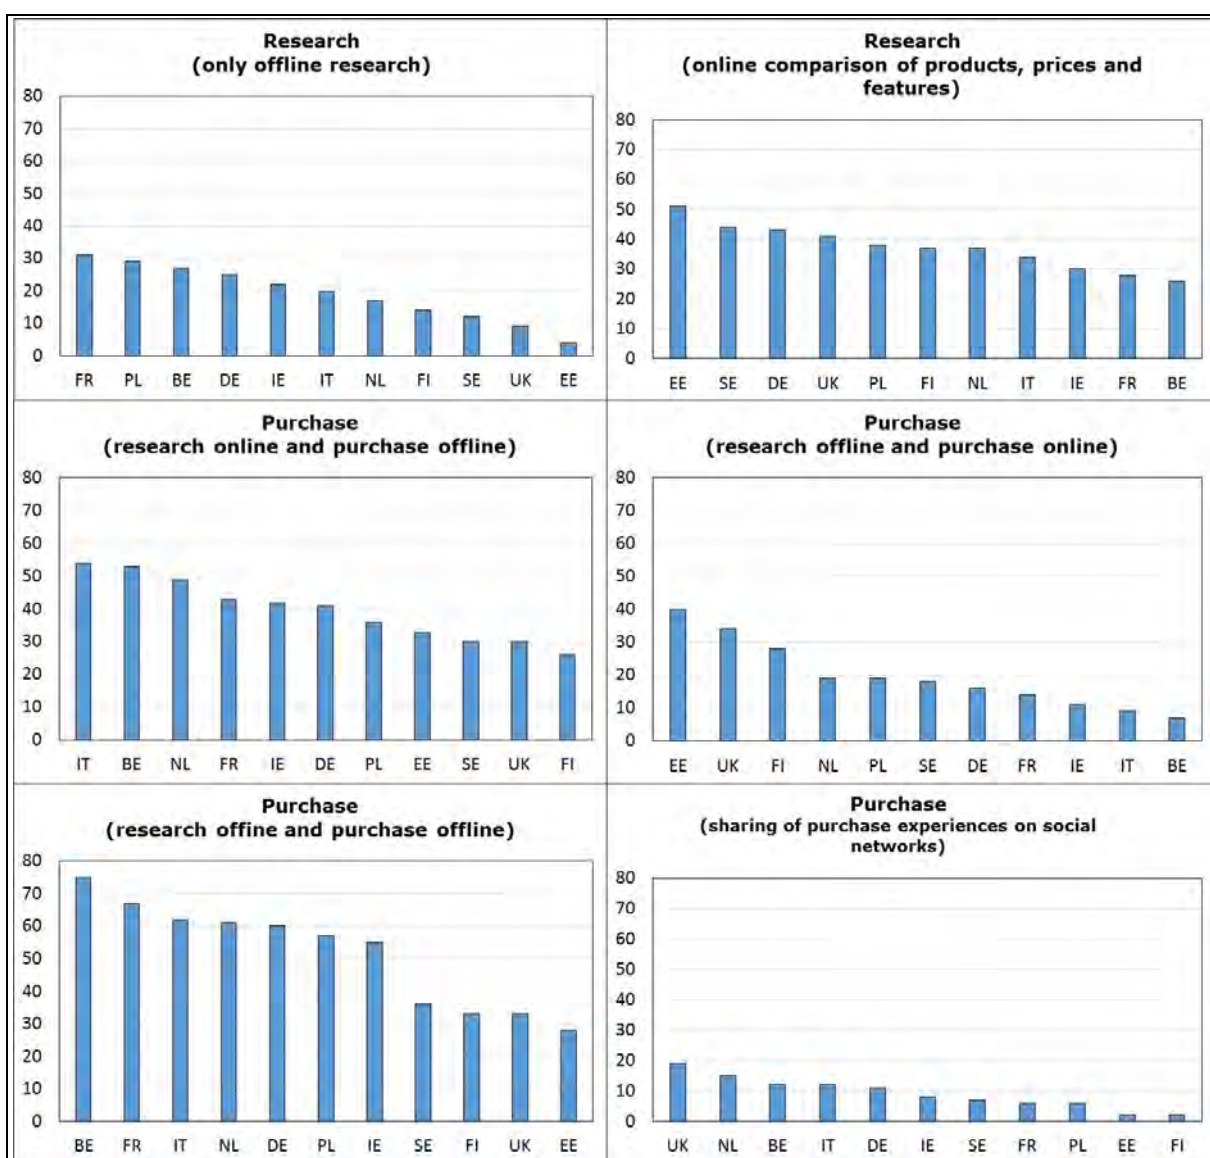 Research
(only offline research)
80
70
60
50
40
30
20
10
0
FR PL BE DE IE IT NL FI SE UK EE
Research
(online comparison of products, prices and
features)
80
70
60
50
40
30
20
10
0
EE SE DE UK PL FI NL IT IE FR BE
Purchase
(research online and purchase offline)
80
70
60
50
40
30
20
10
0
IT BE NL FR IE DE PL EE SE UK FI
Purchase
(research offline and purchase online)
80
70
60
50
40
30
20
10
0
EE UK FI NL PL SE DE FR IE IT BE
Purchase
(research offine and purchase offline)
80
70
60
50
40
30
20
10
0
BE FR IT NL DE PL IE SE FI UK EE
Purchase
(sharing of purchase experiences on social
networks)
80
70
60
50
40
30
20
10
0
UK NL BE IT DE IE SE FR PL EE FI